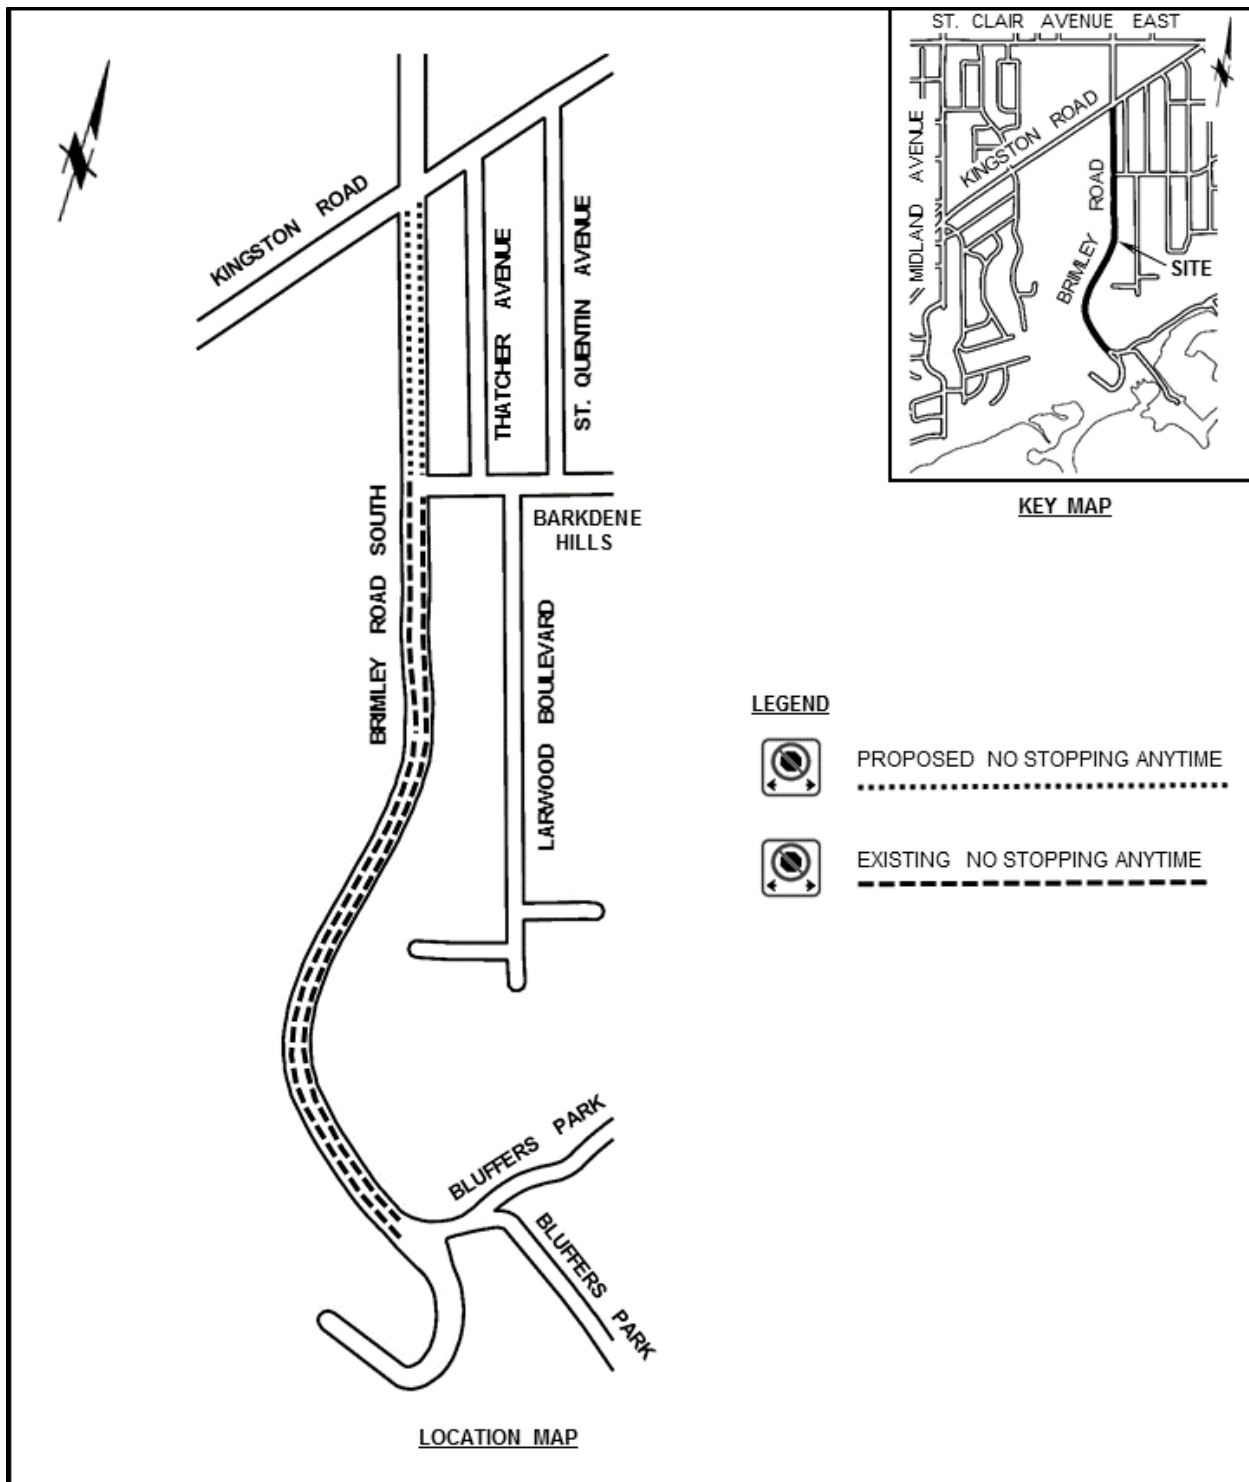 ST. CLAIR AVENUE EAST
MIDLAND AVENUE
KINGSTON ROAD
BRIMLEY ROAD
SITE
KEY MAP
KINGSTON ROAD
THATCHER AVENUE
ST. QUENTIN AVENUE
BRIMLEY ROAD SOUTH
BARKDENE
HILLS
LARWOOD BOULEVARD
LEGEND
PROPOSED NO STOPPING ANYTIME
EXISTING NO STOPPING ANYTIME
BLUFFERS PARK
BLUFFERS PARK
LOCATION MAP